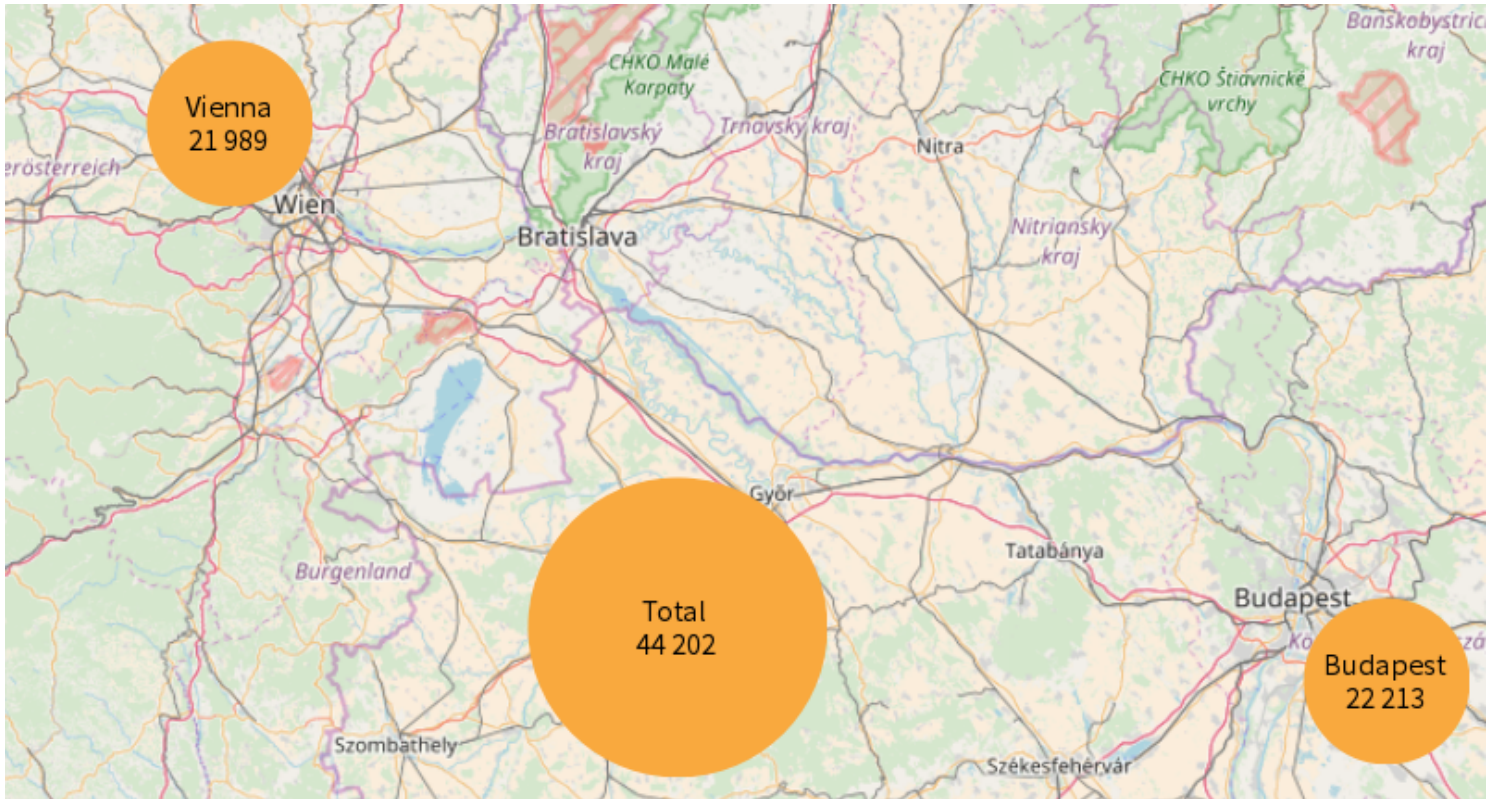 Banskobystrick
kraj
CHKO Malé
Karpaty
CHKO Štiavnické
vrchy
Vienna
21 989
Bratislavský
kraj
Trnavský kraj
Nitra
erösterreich
Wien
Bratislava
Nitriansky
kraj
Győr
Tatabánya
Burgenland
Budapest
Total
44 202
Budapest
22 213
Szombathely
Székesfehérvár